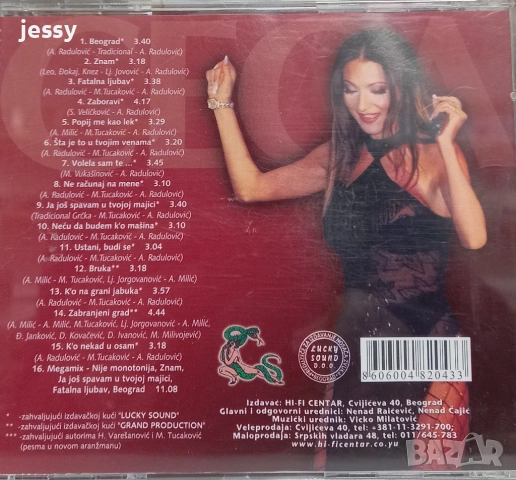 jessy
CECA
1. Beograd* 3.40
(A. Radulović - Tradicional - A. Radulović)
2. Znam* 3.18
(Leo, Đokaj, Knez - Lj. Jovović - A. Radulović)
3. Fatalna ljubav* 3.38
(A. Radulović - M.Tucaković - A. Radulović)
4. Zaboravi* 4.17
(S. Veličković - A. Radulović)
5. Popij me kao lek* 3.29
(A. Milić - M.Tucaković - A. Radulović)
6. Šta je to u tvojim venama* 3.20
(A. Radulović - M.Tucaković - A. Radulović)
7. Volela sam te ...* 3.45
(M. Vukašinović - A. Radulović)
8. Ne računaj na mene* 3.10
(A. Radulović - M.Tucaković - A. Radulović)
9. Ja još spavam u tvojoj majici* 3.40
(Tradicional Grčka - M.Tucaković - A. Radulović)
10. Neću da budem k'o mašina* 3.10
(A. Radulović - M.Tucaković - A. Radulović)
11. Ustani, budi se* 3.04
(A. Radulović - M.Tucaković - A. Radulović)
12. Bruka** 3.18
(A. Milić - M. Tucaković, Lj. Jorgovanović - A. Milić)
13. K'o na grani jabuka* 3.57
(A. Radulović - M.Tucaković - A. Radulović)
14. Zabranjeni grad** 4.44
(A. Milić - A. Milić, M.Tucaković, Lj. Jorgovanović - A. Milić,
Đ. Janković, D. Kovačević, D. Ivanović, M. Milivojević)
15. K'o nekad u osam* 3.18
(A. Radulović - M.Tucaković - A. Radulović)
16. Megamix - Nije monotonija, Znam,
Ja još spavam u tvojoj majici,
Fatalna ljubav, Beograd 11.08
* -zahvaljujući izdavačkoj kući "LUCKY SOUND"
** -zahvaljujući izdavačkoj kući "GRAND PRODUCTION"
*** -zahvaljujući autorima H. Varešanović i M. Tucaković
(pesma u novom aranžmanu)
LUCKY
SOUND
D.O.O.
8606004820433
Izdavač: HI-FI CENTAR, Cvijićeva 40, Beograd
Glavni i odgovorni urednici: Nenad Raičević, Nenad Čajić
Muzički urednik: Vicko Milatović
Veleprodaja: Cvijićeva 40, tel +381-11-3291-700;
Maloprodaja: Srpskih vladara 48, tel 011/645-783
www.hi-ficentar.co.yu
BAZAR